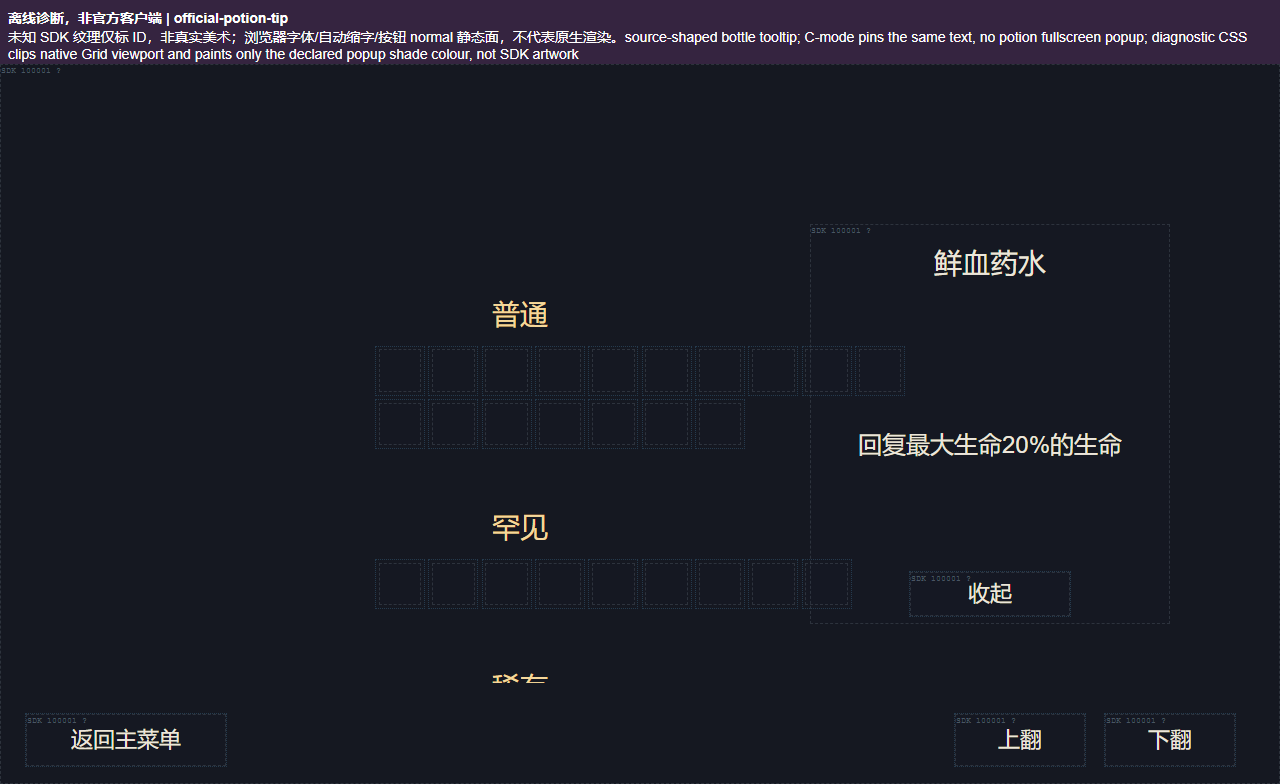 离线诊断，非官方客户端 | official-potion-tip
未知 SDK 纹理仅标 ID，非真实美术；浏览器字体/自动缩字/按钮 normal 静态面，不代表原生渲染。source-shaped bottle tooltip; C-mode pins the same text, no potion fullscreen popup; diagnostic CSS
clips native Grid viewport and paints only the declared popup shade colour, not SDK artwork
SDK 100001 ?
SDK 100001 ?
鲜血药水
普通
回复最大生命20%的生命
罕见
SDK 100001 ?
收起
稀有
SDK 100001 ?
返回主菜单
SDK 100001 ?
上翻
SDK 100001 ?
下翻